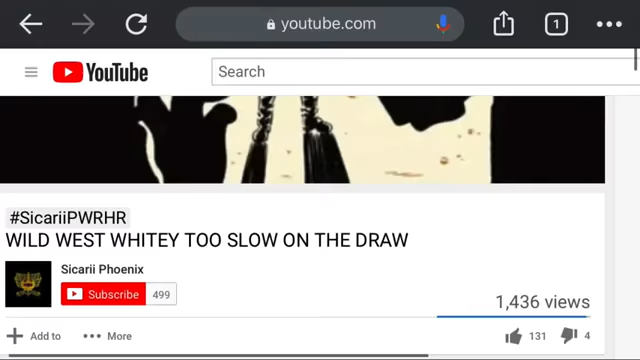 youtube.com
1
YouTube
Search
#SicariiPWRHR
WILD WEST WHITEY TOO SLOW ON THE DRAW
Sicarii Phoenix
Subscribe 499
1,436 views
Add to
More
131
4